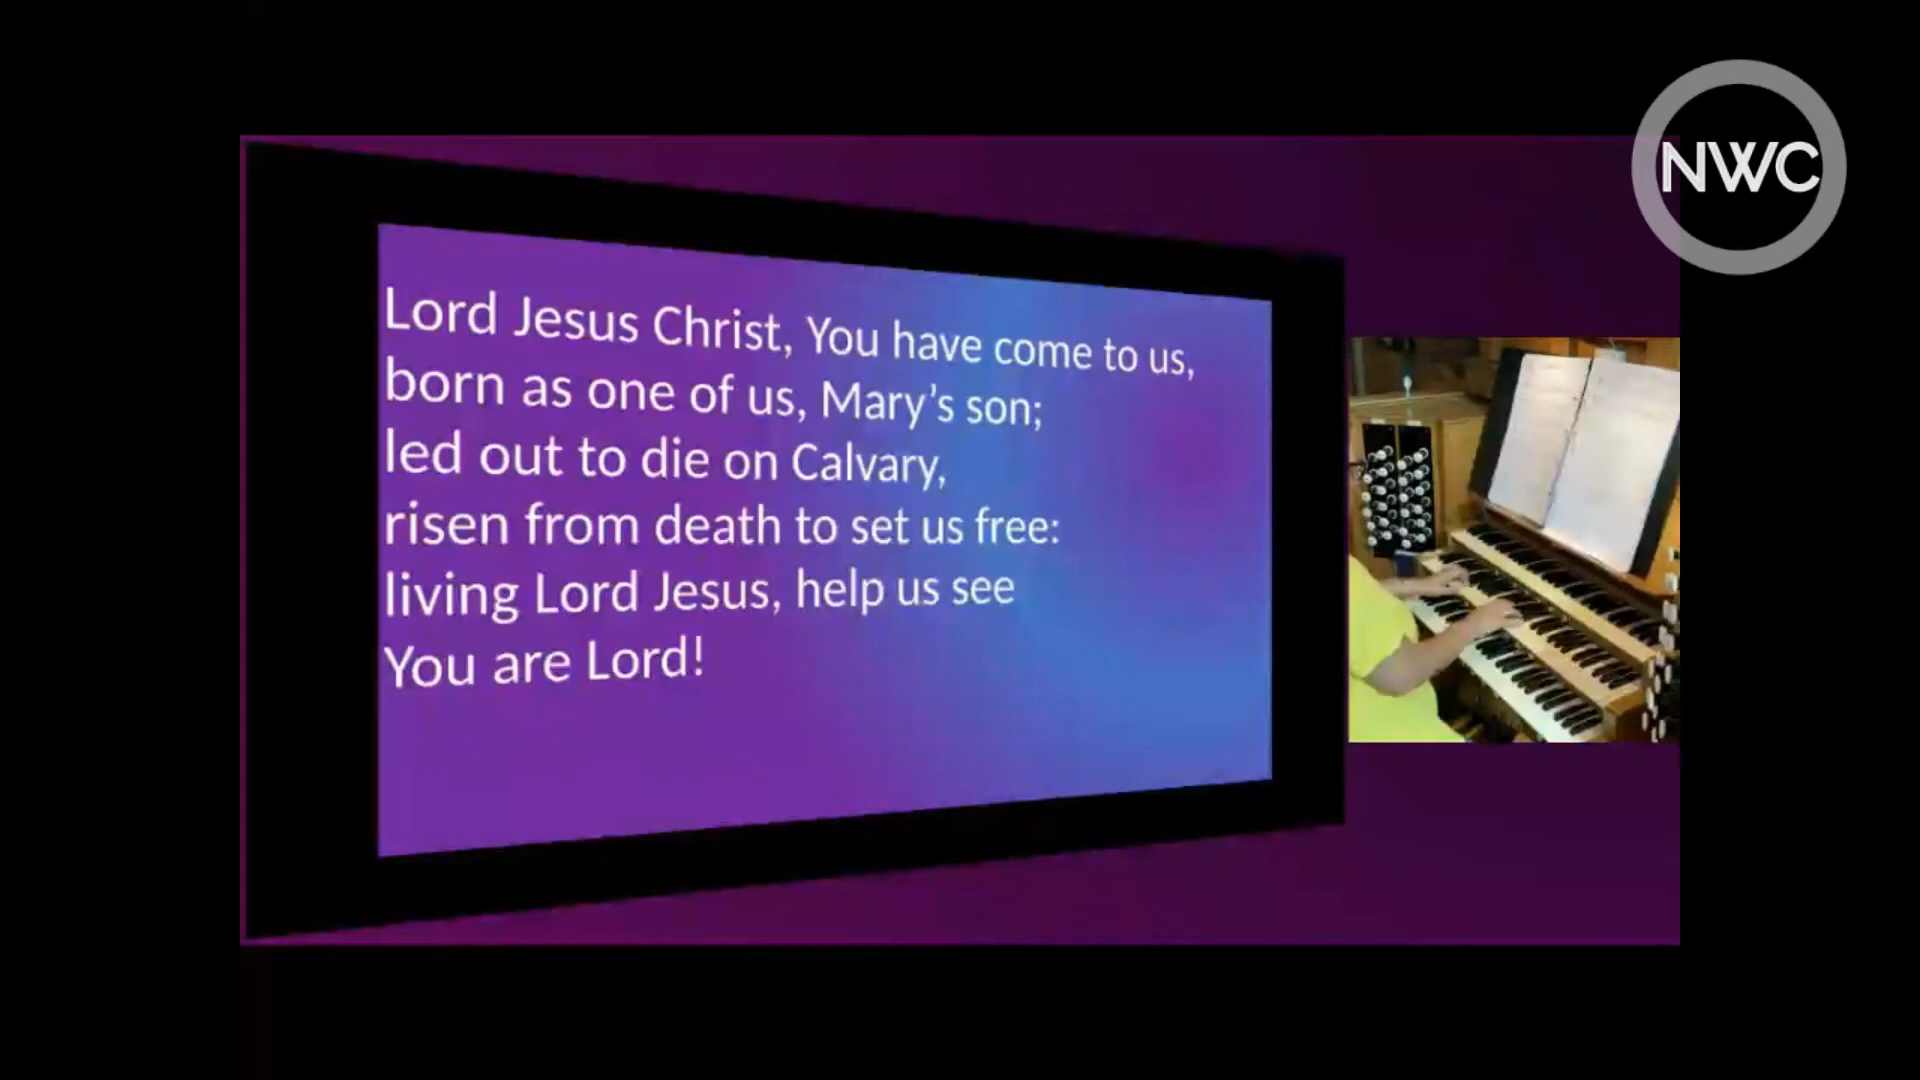 NWC
Lord Jesus Christ, You have come to us,
born as one of us, Mary’s son;
led out to die on Calvary,
risen from death to set us free:
living Lord Jesus, help us see
You are Lord!